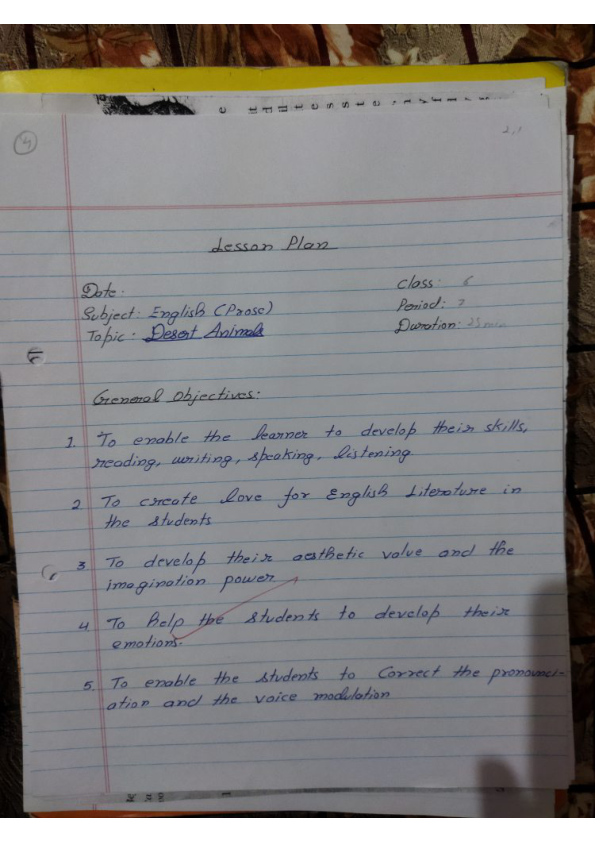 4
2,1
Lesson Plan
Date:
Class: 6
Subject: English (Prose)
Period: 7
Topic: Desert Animals
Duration: 35 min
General Objectives:
1. To enable the learner to develop their skills,
reading, writing, speaking, listening
2 To create love for English Literature in
the students
3 To develop their aesthetic value and the
imagination power
4 To help the students to develop their
emotions.
5. To enable the students to Correct the pronounci-
ation and the voice modulation